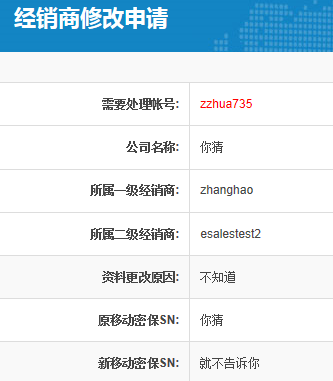 经销商修改申请
需要处理帐号: zzhua735
公司名称: 你猜
所属一级经销商: zhanghao
所属二级经销商: esalestest2
资料更改原因: 不知道
原移动密保SN: 你猜
新移动密保SN: 就不告诉你